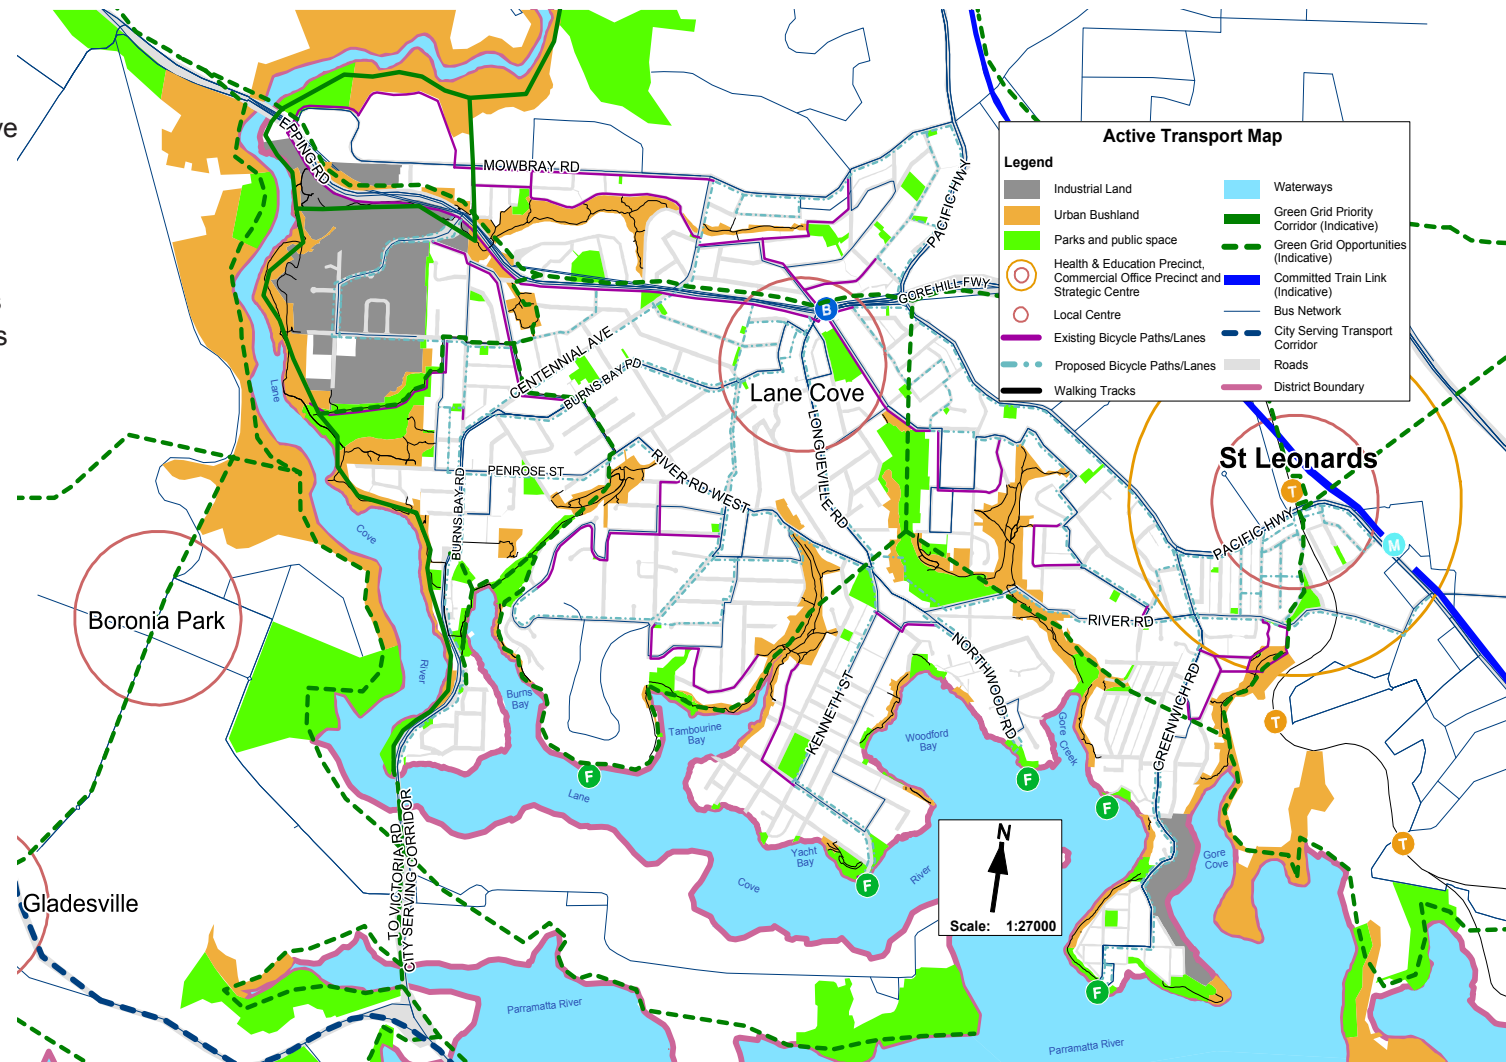 ve
s
s
Active Transport Map
Legend
Industrial Land
Urban Bushland
Parks and public space
Health & Education Precinct,
Commercial Office Precinct and
Strategic Centre
Local Centre
Existing Bicycle Paths/Lanes
Proposed Bicycle Paths/Lanes
Walking Tracks
Waterways
Green Grid Priority
Corridor (Indicative)
Green Grid Opportunities
(Indicative)
Committed Train Link
(Indicative)
Bus Network
City Serving Transport
Corridor
Roads
District Boundary
EPPING RD
MOWBRAY RD
PACIFIC HWY
GORE HILL FWY
B
CENTENNIAL AVE
BURNS BAY RD
Lane Cove
LONGUEVILLE RD
Lane
St Leonards
T
PACIFIC HWY
M
PENROSE ST
RIVER RD WEST
BURNS BAY RD
Cove
Boronia Park
RIVER RD
River
NORTHWOOD RD
KENNETH ST
GREENWICH RD
Burns
Bay
Tambourine
Bay
Woodford
Bay
Gore Creek
T
F
F
F
Lane
T
TO VICTORIA RD
CITY SERVING CORRIDOR
Yacht
Bay
Cove
River
F
Gore
Cove
N
Scale: 1:27000
Gladesville
F
Parramatta River
Parramatta River